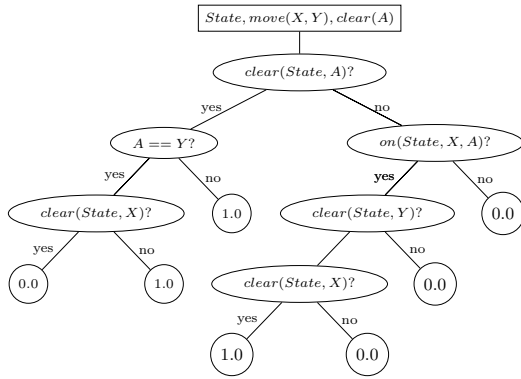 State, move(X, Y), clear(A)
clear(State, A)?
yes no
A == Y? on(State, X, A)?
yes no yes no
clear(State, X)? 1.0 clear(State, Y)? 0.0
yes no no
0.0 1.0 clear(State, X)? 0.0
yes no
1.0 0.0